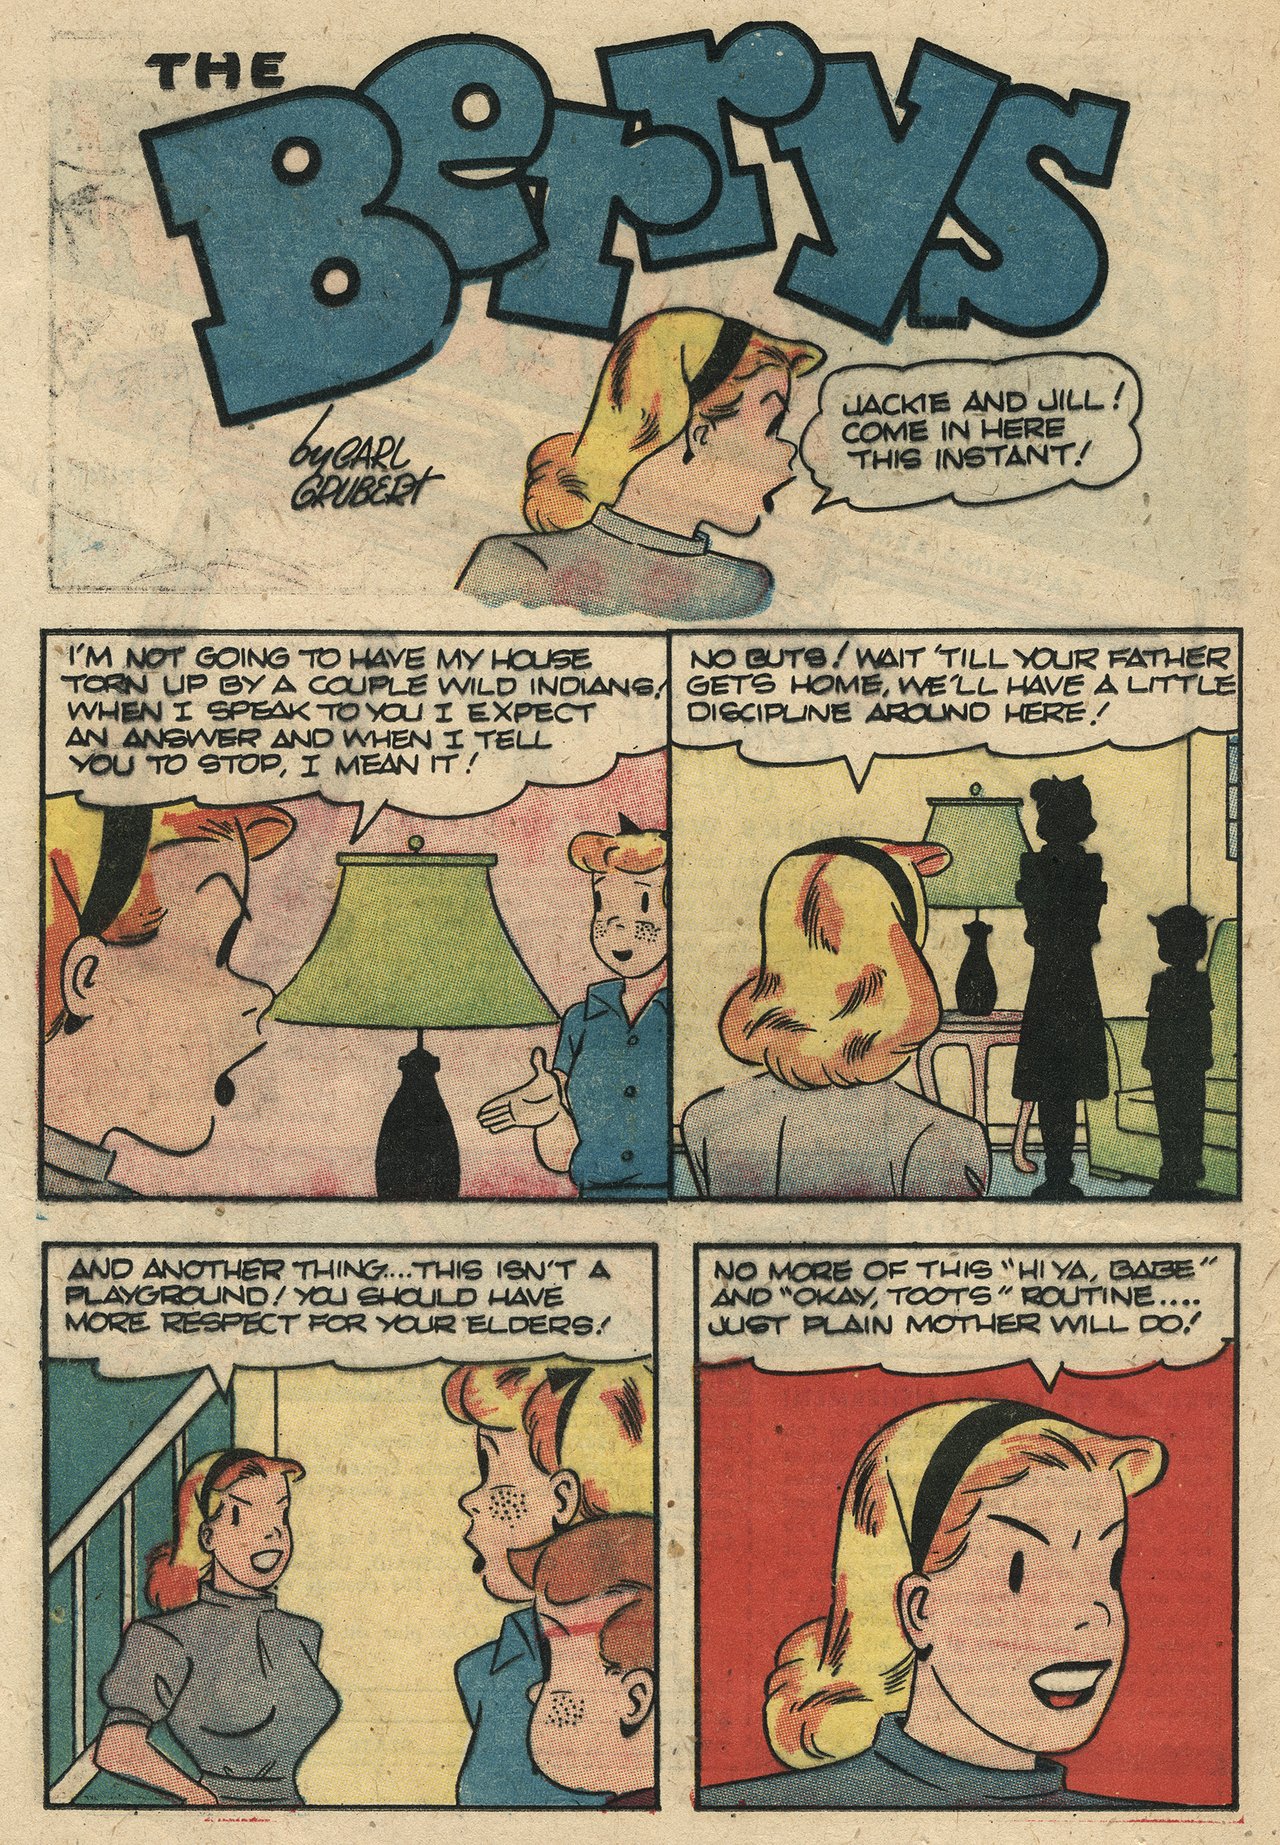 THE
BERRYS
by CARL
GRUBERT
JACKIE AND JILL!
COME IN HERE
THIS INSTANT!
I'M NOT GOING TO HAVE MY HOUSE
TORN UP BY A COUPLE WILD INDIANS!
WHEN I SPEAK TO YOU I EXPECT
AN ANSWER AND WHEN I TELL
YOU TO STOP, I MEAN IT!
NO BUTS! WAIT 'TILL YOUR FATHER
GETS HOME, WE'LL HAVE A LITTLE
DISCIPLINE AROUND HERE!
AND ANOTHER THING....THIS ISN'T A
PLAYGROUND! YOU SHOULD HAVE
MORE RESPECT FOR YOUR ELDERS!
NO MORE OF THIS "HI YA, BABE"
AND "OKAY, TOOTS" ROUTINE....
JUST PLAIN MOTHER WILL DO!